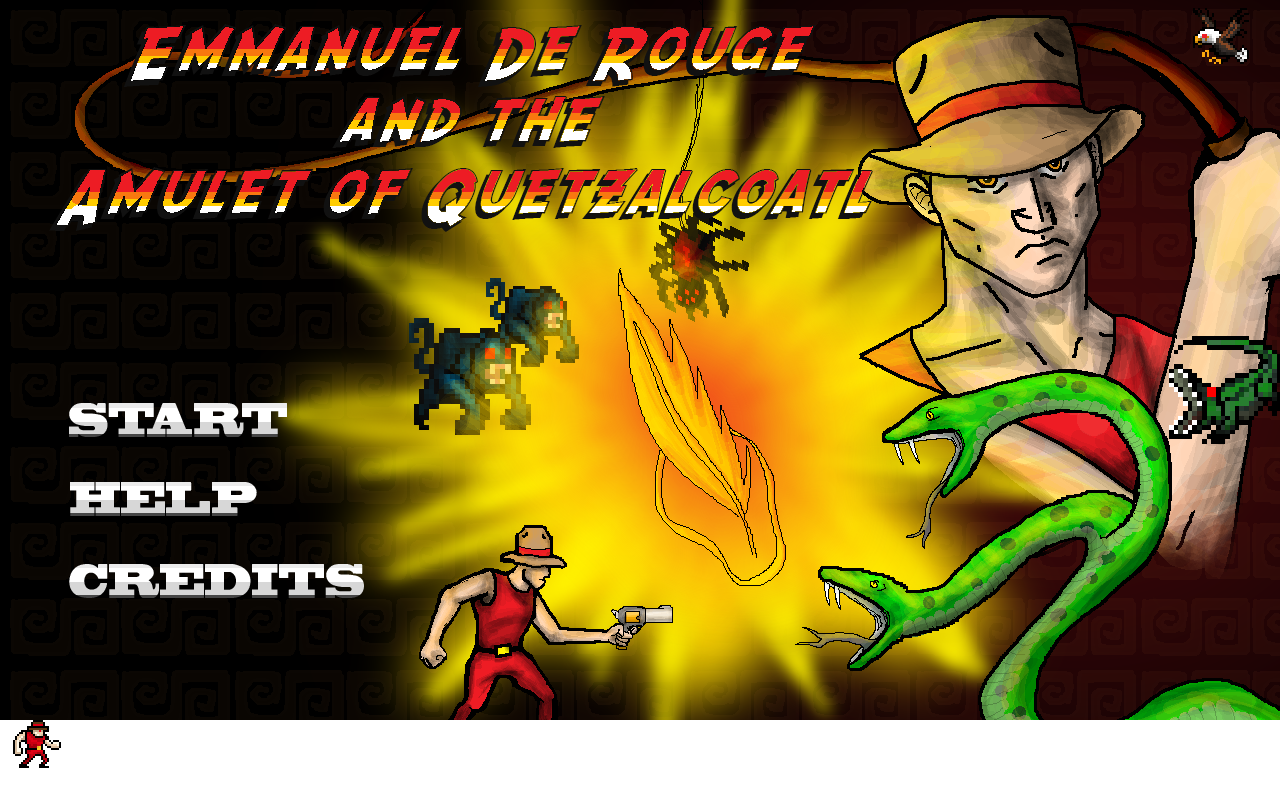 Emmanuel De Rouge
and the
Amulet of Quetzalcoatl
START
HELP
CREDITS